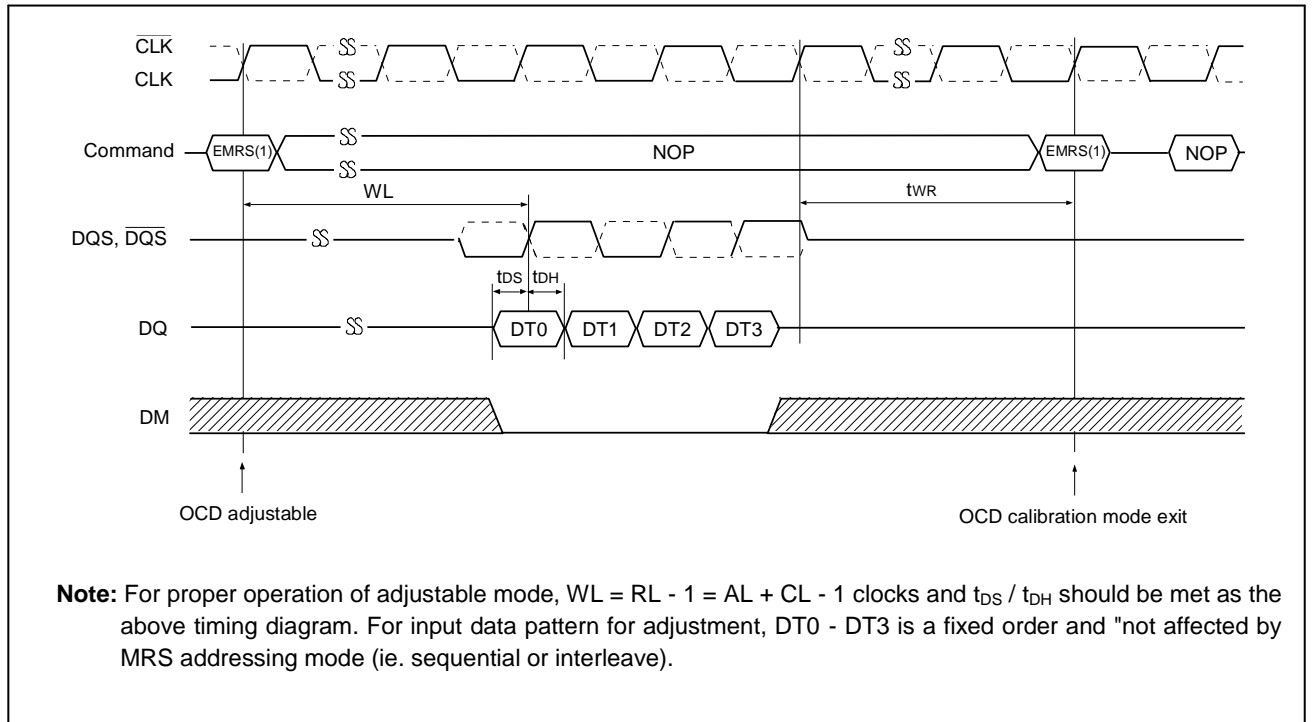 CLK
CLK
Command
EMRS(1)
NOP
EMRS(1)
NOP
WL
tWR
DQS, DQS
tDS
tDH
DQ
DT0
DT1
DT2
DT3
DM
OCD adjustable
OCD calibration mode exit
Note: For proper operation of adjustable mode, WL = RL - 1 = AL + CL - 1 clocks and tDS / tDH should be met as the
above timing diagram. For input data pattern for adjustment, DT0 - DT3 is a fixed order and "not affected by
MRS addressing mode (ie. sequential or interleave).